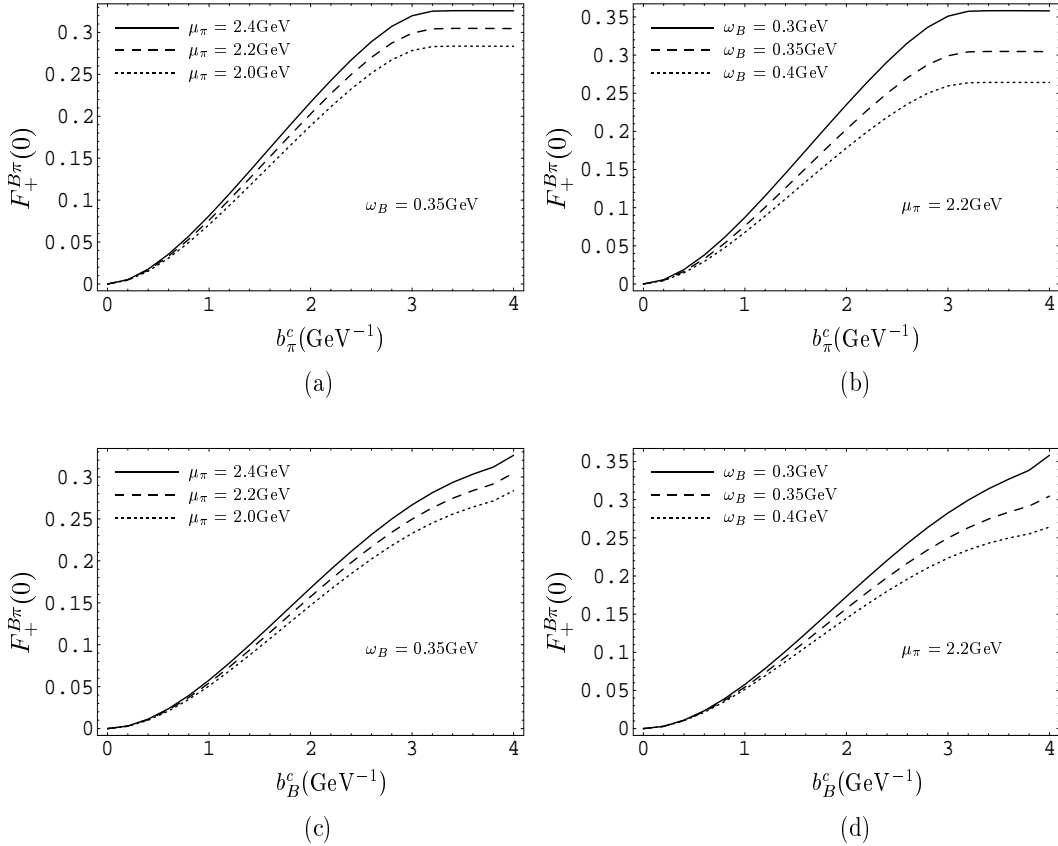 0.3
0.25
0.2
0.15
0.1
0.05
0
F_+^{Bπ}(0)
μ_π = 2.4GeV
μ_π = 2.2GeV
μ_π = 2.0GeV
ω_B = 0.35GeV
0 1 2 3 4
b_π^c(GeV^{−1})
(a)
0.35
0.3
0.25
0.2
0.15
0.1
0.05
0
F_+^{Bπ}(0)
ω_B = 0.3GeV
ω_B = 0.35GeV
ω_B = 0.4GeV
μ_π = 2.2GeV
0 1 2 3 4
b_π^c(GeV^{−1})
(b)
0.3
0.25
0.2
0.15
0.1
0.05
0
F_+^{Bπ}(0)
μ_π = 2.4GeV
μ_π = 2.2GeV
μ_π = 2.0GeV
ω_B = 0.35GeV
0 1 2 3 4
b_B^c(GeV^{−1})
(c)
0.35
0.3
0.25
0.2
0.15
0.1
0.05
0
F_+^{Bπ}(0)
ω_B = 0.3GeV
ω_B = 0.35GeV
ω_B = 0.4GeV
μ_π = 2.2GeV
0 1 2 3 4
b_B^c(GeV^{−1})
(d)